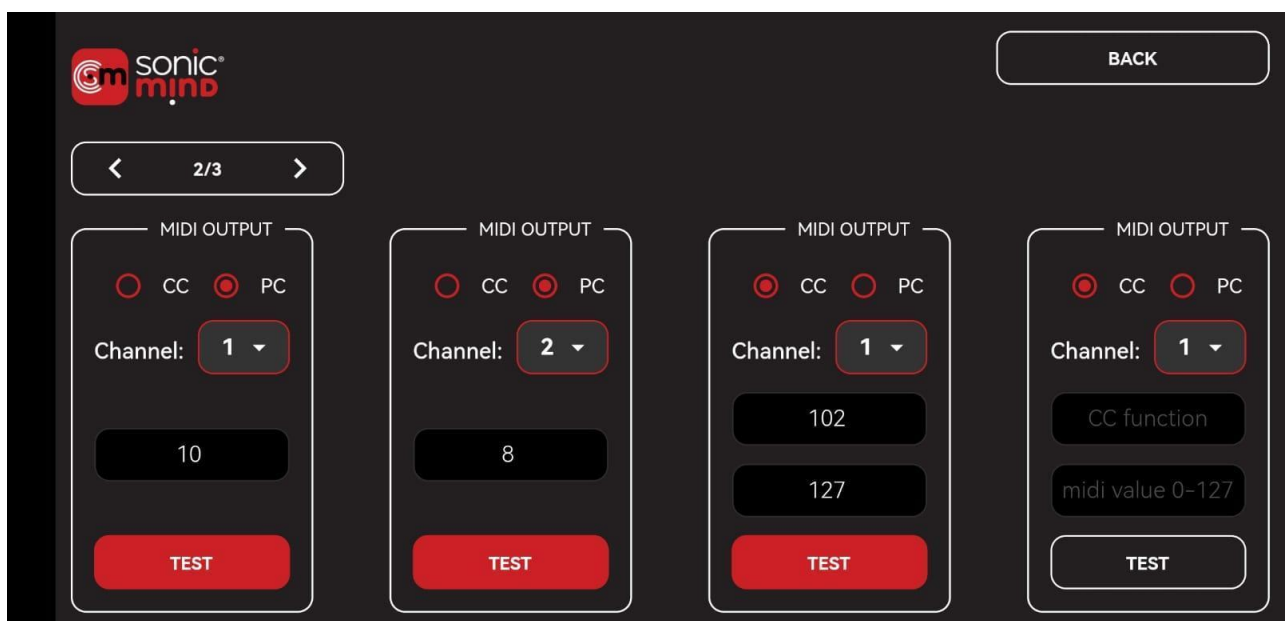 sm sonic®
mind
BACK
2/3
MIDI OUTPUT
CC PC
Channel: 1
10
TEST
MIDI OUTPUT
CC PC
Channel: 2
8
TEST
MIDI OUTPUT
CC PC
Channel: 1
102
127
TEST
MIDI OUTPUT
CC PC
Channel: 1
CC function
midi value 0-127
TEST